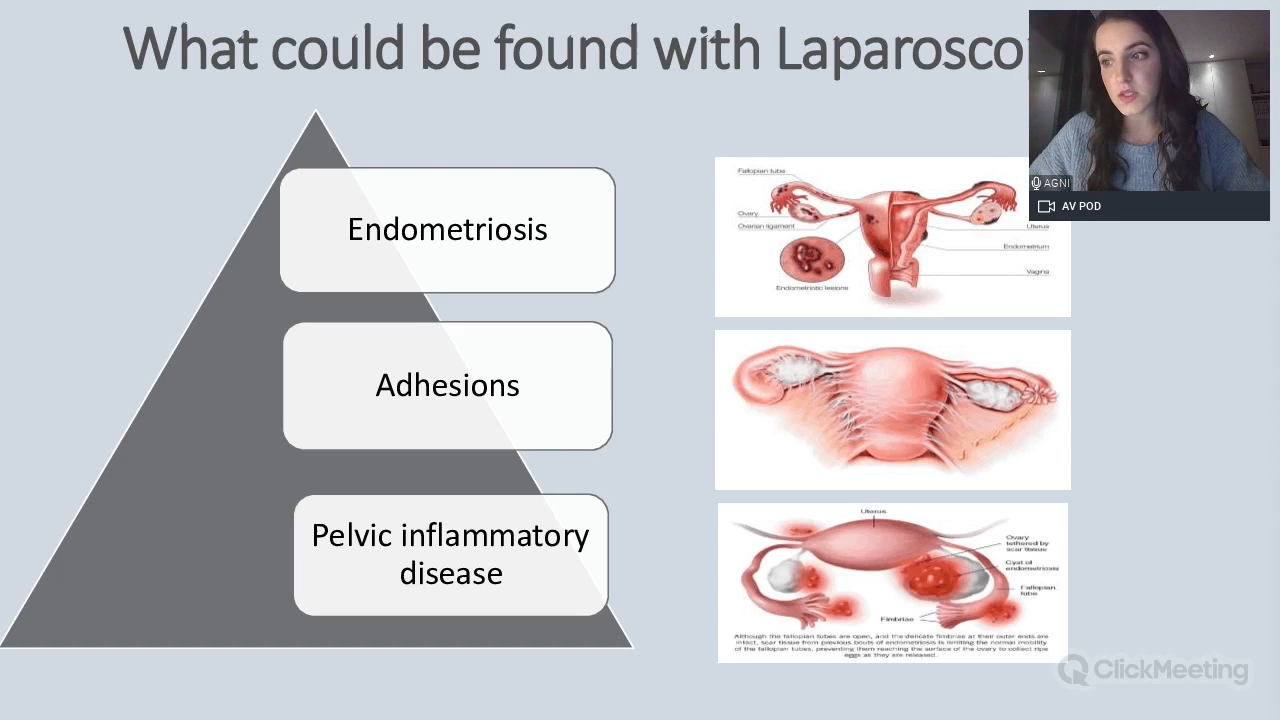 What could be found with Laparosco
AGNI
AV POD
Endometriosis
Adhesions
Pelvic inflammatory
disease
Fallopian tube
Ovary
Ovarian ligament
Uterus
Endometrium
Vagina
Endometriotic lesions
Uterus
Ovary
tethered by
scar tissue
Cyst of
endometriosis
Fallopian
tube
Fimbriae
Although the fallopian tubes are open, and the delicate fimbriae at their outer ends are
intact, scar tissue from previous bouts of endometriosis is limiting the normal mobility
of the fallopian tubes, preventing them reaching the surface of the ovary to collect ripe
eggs as they are released.
ClickMeeting